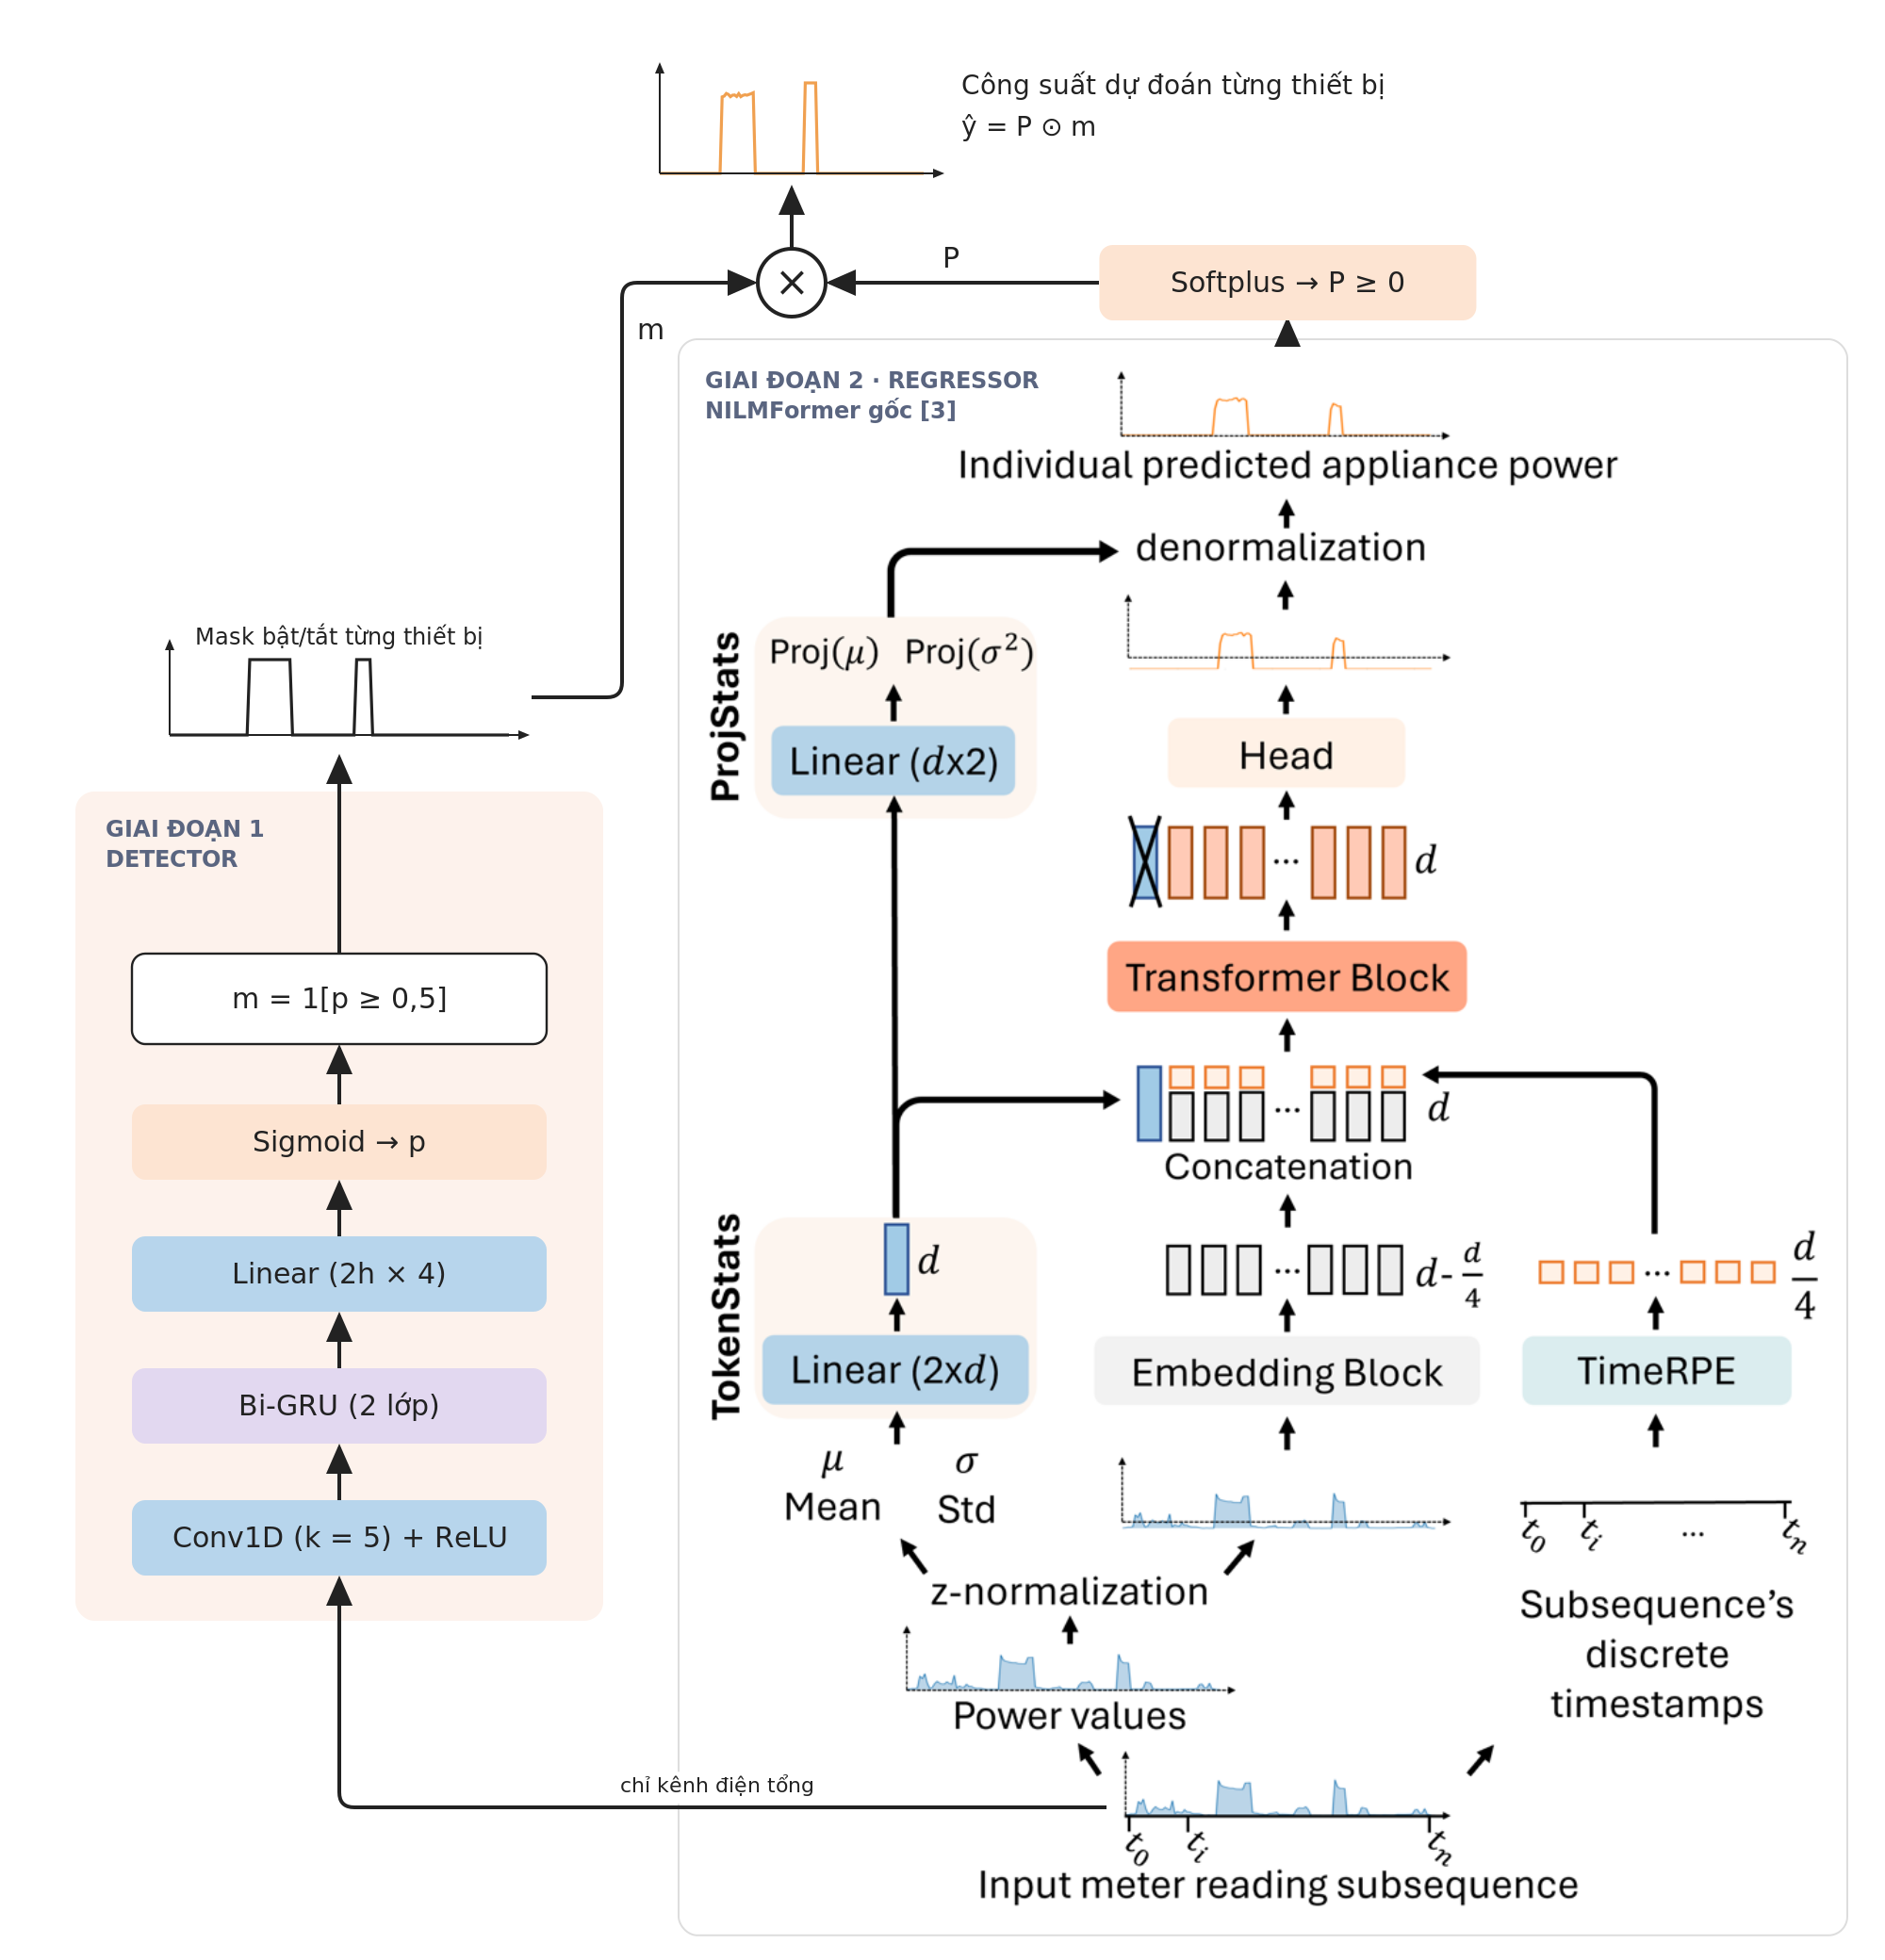 Công suất dự đoán từng thiết bị
ŷ = P ⊙ m
P
Softplus → P ≥ 0
×
m
GIAI ĐOẠN 2 · REGRESSOR
NILMFormer gốc [3]
Individual predicted appliance power
denormalization
ProjStats
Proj(μ) Proj(σ²)
Linear (dx2)
Head
d
Transformer Block
...
d
Concatenation
TokenStats
d
Linear (2xd)
μ σ
Mean Std
... d- d/4
Embedding Block
... d/4
TimeRPE
t₀ tᵢ ... tₙ
Subsequence's
discrete
timestamps
z-normalization
Power values
t₀ tᵢ tₙ
Input meter reading subsequence
chỉ kênh điện tổng
Mask bật/tắt từng thiết bị
GIAI ĐOẠN 1
DETECTOR
m = 1[p ≥ 0,5]
Sigmoid → p
Linear (2h × 4)
Bi-GRU (2 lớp)
Conv1D (k = 5) + ReLU